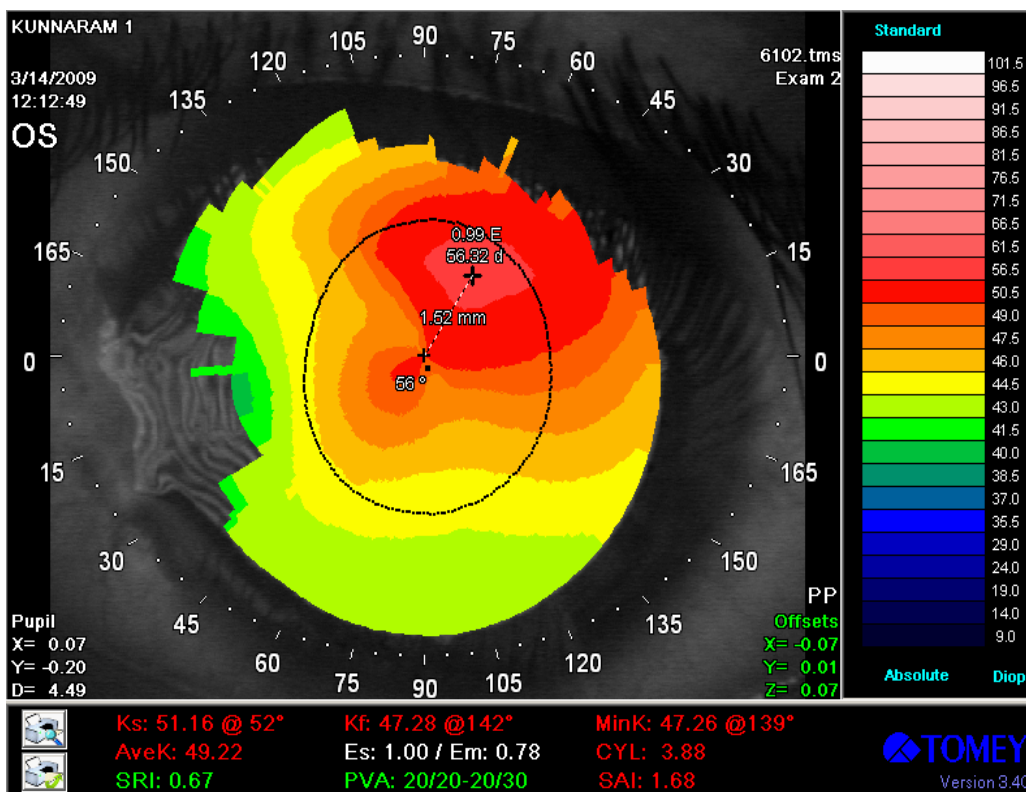 KUNNARAM 1
3/14/2009
12:12:49
OS
6102.tms
Exam 2
105 90 75
120 60
135 45
150 30
165 15
0 0
15 165
30 150
45 135
60 120
75 90 105
0.99 E
56.32 d
1.52 mm
56 °
Pupil
X= 0.07
Y= -0.20
D= 4.49
PP
Offsets
X= -0.07
Y= 0.01
Z= 0.07
Standard
101.5
96.5
91.5
86.5
81.5
76.5
71.5
66.5
61.5
56.5
50.5
49.0
47.5
46.0
44.5
43.0
41.5
40.0
38.5
37.0
35.5
29.0
24.0
19.0
14.0
9.0
Absolute Diop
Ks: 51.16 @ 52° Kf: 47.28 @142° MinK: 47.26 @139°
AveK: 49.22 Es: 1.00 / Em: 0.78 CYL: 3.88
SRI: 0.67 PVA: 20/20-20/30 SAI: 1.68
TOMEY
Version 3.40